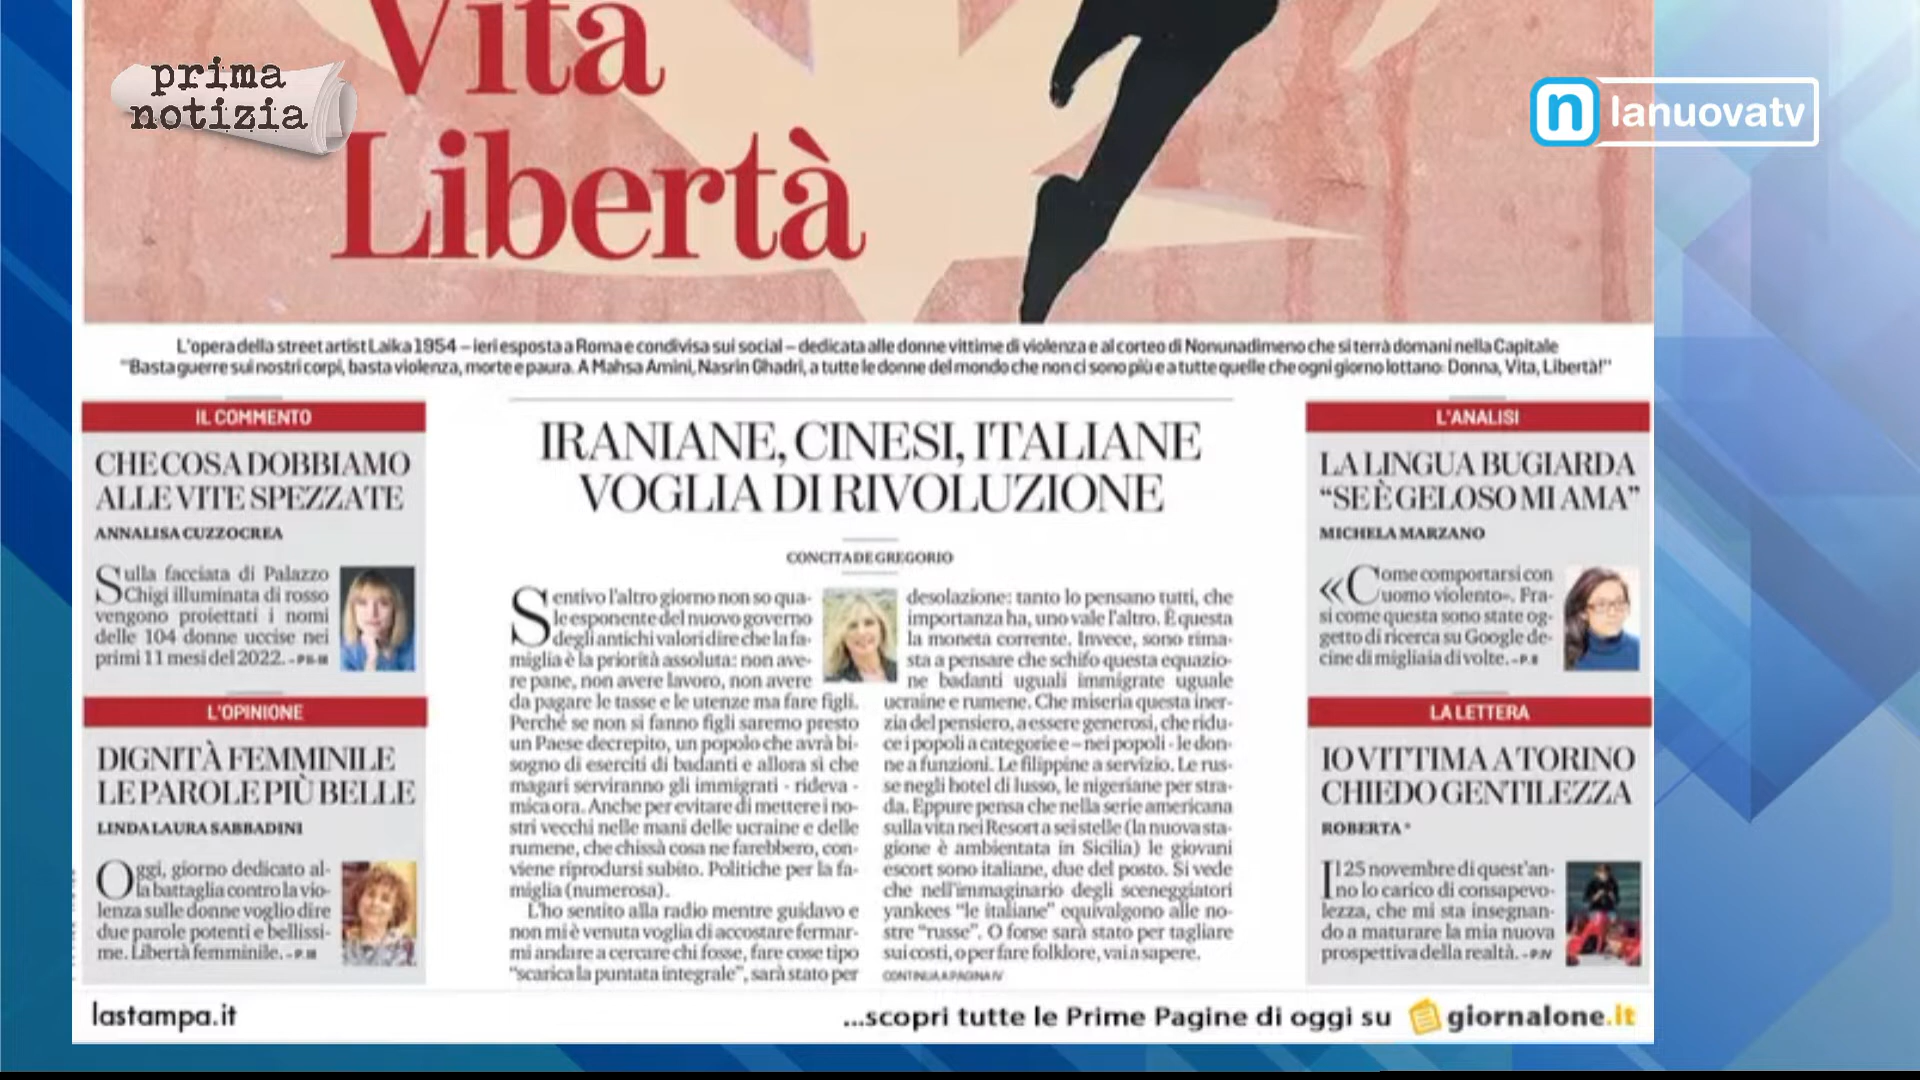 Vita
Libertà
prima
notizia
n lanuovatv
L'opera della street artist Laika 1954 – ieri esposta a Roma e condivisa sui social – dedicata alle donne vittime di violenza e al corteo di Nonunadimeno che si terrà domani nella Capitale
"Basta guerre sui nostri corpi, basta violenza, morte e paura. A Mahsa Amini, Nasrin Ghadri, a tutte le donne del mondo che non ci sono più e a tutte quelle che ogni giorno lottano: Donna, Vita, Libertà!"
IL COMMENTO
CHE COSA DOBBIAMO
ALLE VITE SPEZZATE
ANNALISA CUZZOCREA
Sulla facciata di Palazzo
Chigi illuminata di rosso
vengono proiettati i nomi
delle 104 donne uccise nei
primi 11 mesi del 2022.
L'OPINIONE
DIGNITÀ FEMMINILE
LE PAROLE PIÙ BELLE
LINDA LAURA SABBADINI
Oggi, giorno dedicato al-
la battaglia contro la vio-
lenza sulle donne voglio dire
due parole potenti e bellissi-
me. Libertà femminile.
IRANIANE, CINESI, ITALIANE
VOGLIA DI RIVOLUZIONE
CONCITA DE GREGORIO
Sentivo l'altro giorno non so qua-
le esponente del nuovo governo
degli antichi valori dire che la fa-
miglia è la priorità assoluta: non ave-
re pane, non avere lavoro, non avere
da pagare le tasse e le utenze ma fare figli.
Perché se non si fanno figli saremo presto
un Paese decrepito, un popolo che avrà bi-
sogno di eserciti di badanti e allora sì che
magari serviranno gli immigrati - rideva -
mica ora. Anche per evitare di mettere i no-
stri vecchi nelle mani delle ucraine e delle
rumene, che chissà cosa ne farebbero, con-
viene riprodursi subito. Politiche per la fa-
miglia (numerosa).
L'ho sentito alla radio mentre guidavo e
non mi è venuta voglia di accostare fermar-
mi andare a cercare chi fosse, fare cose tipo
"scarica la puntata integrale", sarà stato per
desolazione: tanto lo pensano tutti, che
importanza ha, uno vale l'altro. È questa
la moneta corrente. Invece, sono rima-
sta a pensare che schifo questa equazio-
ne badanti uguali immigrate uguale
ucraine e rumene. Che miseria questa iner-
zia del pensiero, a essere generosi, che ridu-
ce i popoli a categorie e – nei popoli - le don-
ne a funzioni. Le filippine a servizio. Le rus-
se negli hotel di lusso, le nigeriane per stra-
da. Eppure pensa che nella serie americana
sulla vita nei Resort a sei stelle (la nuova sta-
gione è ambientata in Sicilia) le giovani
escort sono italiane, due del posto. Si vede
che nell'immaginario degli sceneggiatori
yankees "le italiane" equivalgono alle no-
stre "russe". O forse sarà stato per tagliare
sui costi, o per fare folklore, vai a sapere.
CONTINUA A PAGINA IV
L'ANALISI
LA LINGUA BUGIARDA
"SE È GELOSO MI AMA"
MICHELA MARZANO
«Come comportarsi con
uomo violento». Fra-
si come questa sono state og-
getto di ricerca su Google de-
cine di migliaia di volte.
LA LETTERA
IO VITTIMA A TORINO
CHIEDO GENTILEZZA
ROBERTA *
Il 25 novembre di quest'an-
no lo carico di consapevo-
lezza, che mi sta insegnan-
do a maturare la mia nuova
prospettiva della realtà. - P. IV
lastampa.it
...scopri tutte le Prime Pagine di oggi su giornalone.it